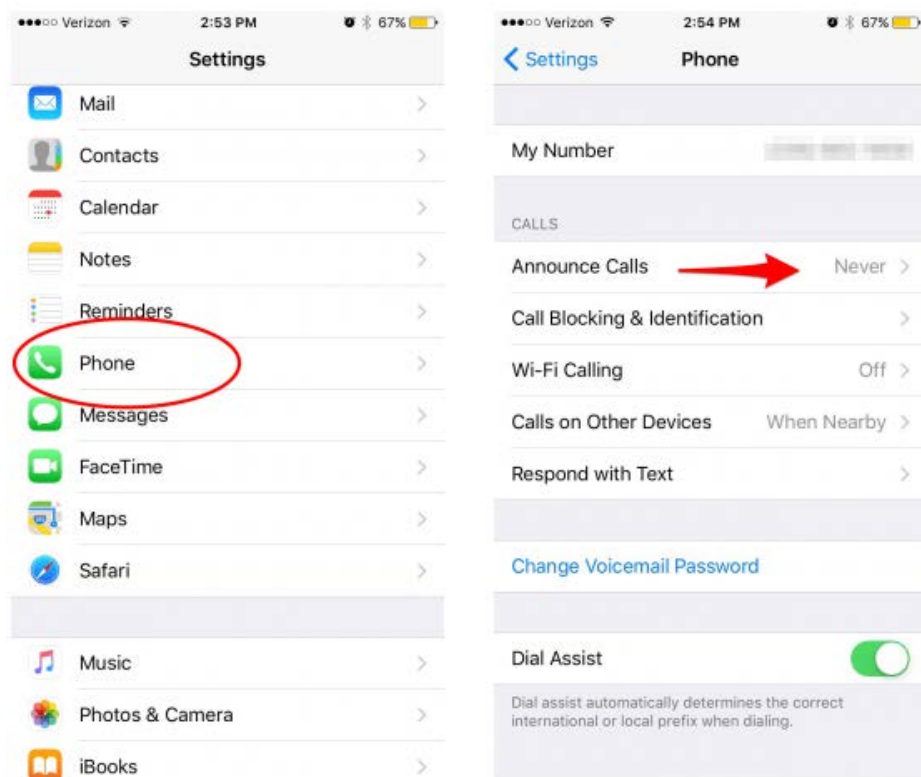 Verizon 2:53 PM 67%
Settings
Mail
Contacts
Calendar
Notes
Reminders
Phone
Messages
FaceTime
Maps
Safari
Music
Photos & Camera
iBooks
Verizon 2:54 PM 67%
Settings Phone
My Number
CALLS
Announce Calls Never
Call Blocking & Identification
Wi-Fi Calling Off
Calls on Other Devices When Nearby
Respond with Text
Change Voicemail Password
Dial Assist
Dial assist automatically determines the correct
international or local prefix when dialing.